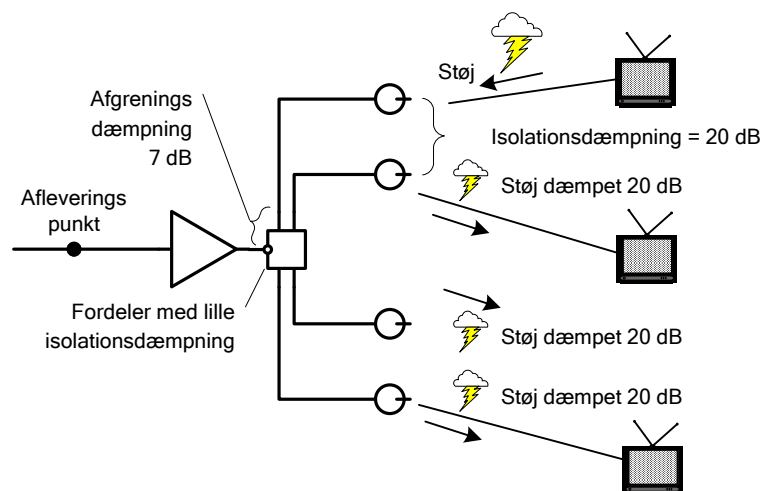 Støj
Afgrenings
dæmpning
7 dB
Isolationsdæmpning = 20 dB
Støj dæmpet 20 dB
Afleverings
punkt
Fordeler med lille
isolationsdæmpning
Støj dæmpet 20 dB
Støj dæmpet 20 dB